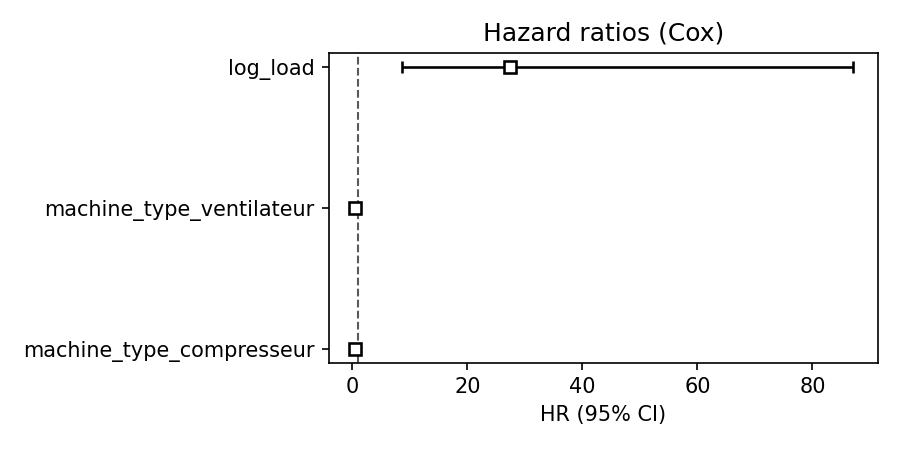 Hazard ratios (Cox)
log_load
machine_type_ventilateur
machine_type_compresseur
0 20 40 60 80
HR (95% CI)